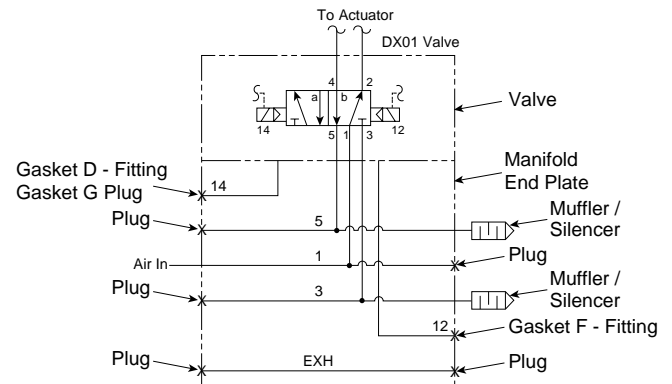 To Actuator
DX01 Valve
4 2
a b
14 5 1 3 12
Valve
Manifold
End Plate
Gasket D - Fitting
Gasket G Plug
14
Plug
5
Muffler /
Silencer
Air In
1
Plug
Plug
3
Muffler /
Silencer
12
Gasket F - Fitting
Plug
EXH
Plug